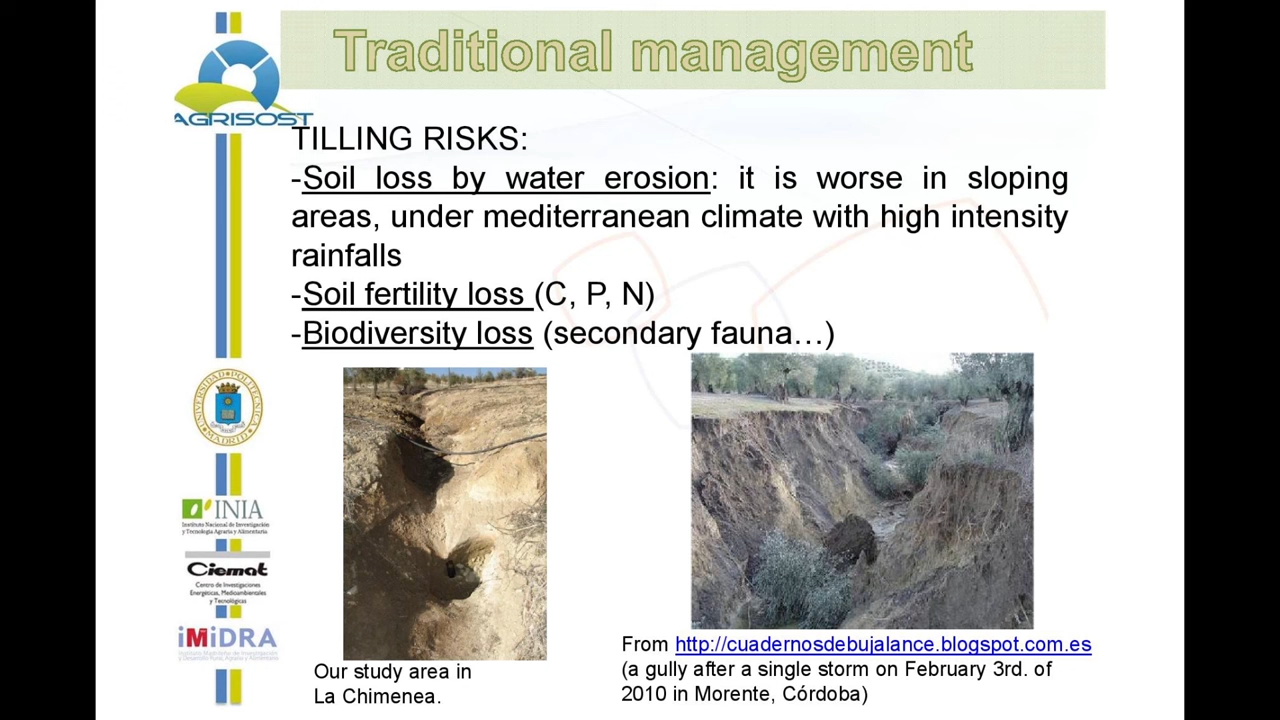 Traditional management
AGRISOST
TILLING RISKS:
-Soil loss by water erosion: it is worse in sloping
areas, under mediterranean climate with high intensity
rainfalls
-Soil fertility loss (C, P, N)
-Biodiversity loss (secondary fauna…)
UNIVERSIDAD POLITÉCNICA
MADRID
INIA
Instituto Nacional de Investigación
y Tecnología Agraria y Alimentaria
Ciemat
Centro de Investigaciones
Energéticas, Medioambientales
y Tecnológicas
iMiDRA
Our study area in
La Chimenea.
From http://cuadernosdebujalance.blogspot.com.es
(a gully after a single storm on February 3rd. of
2010 in Morente, Córdoba)